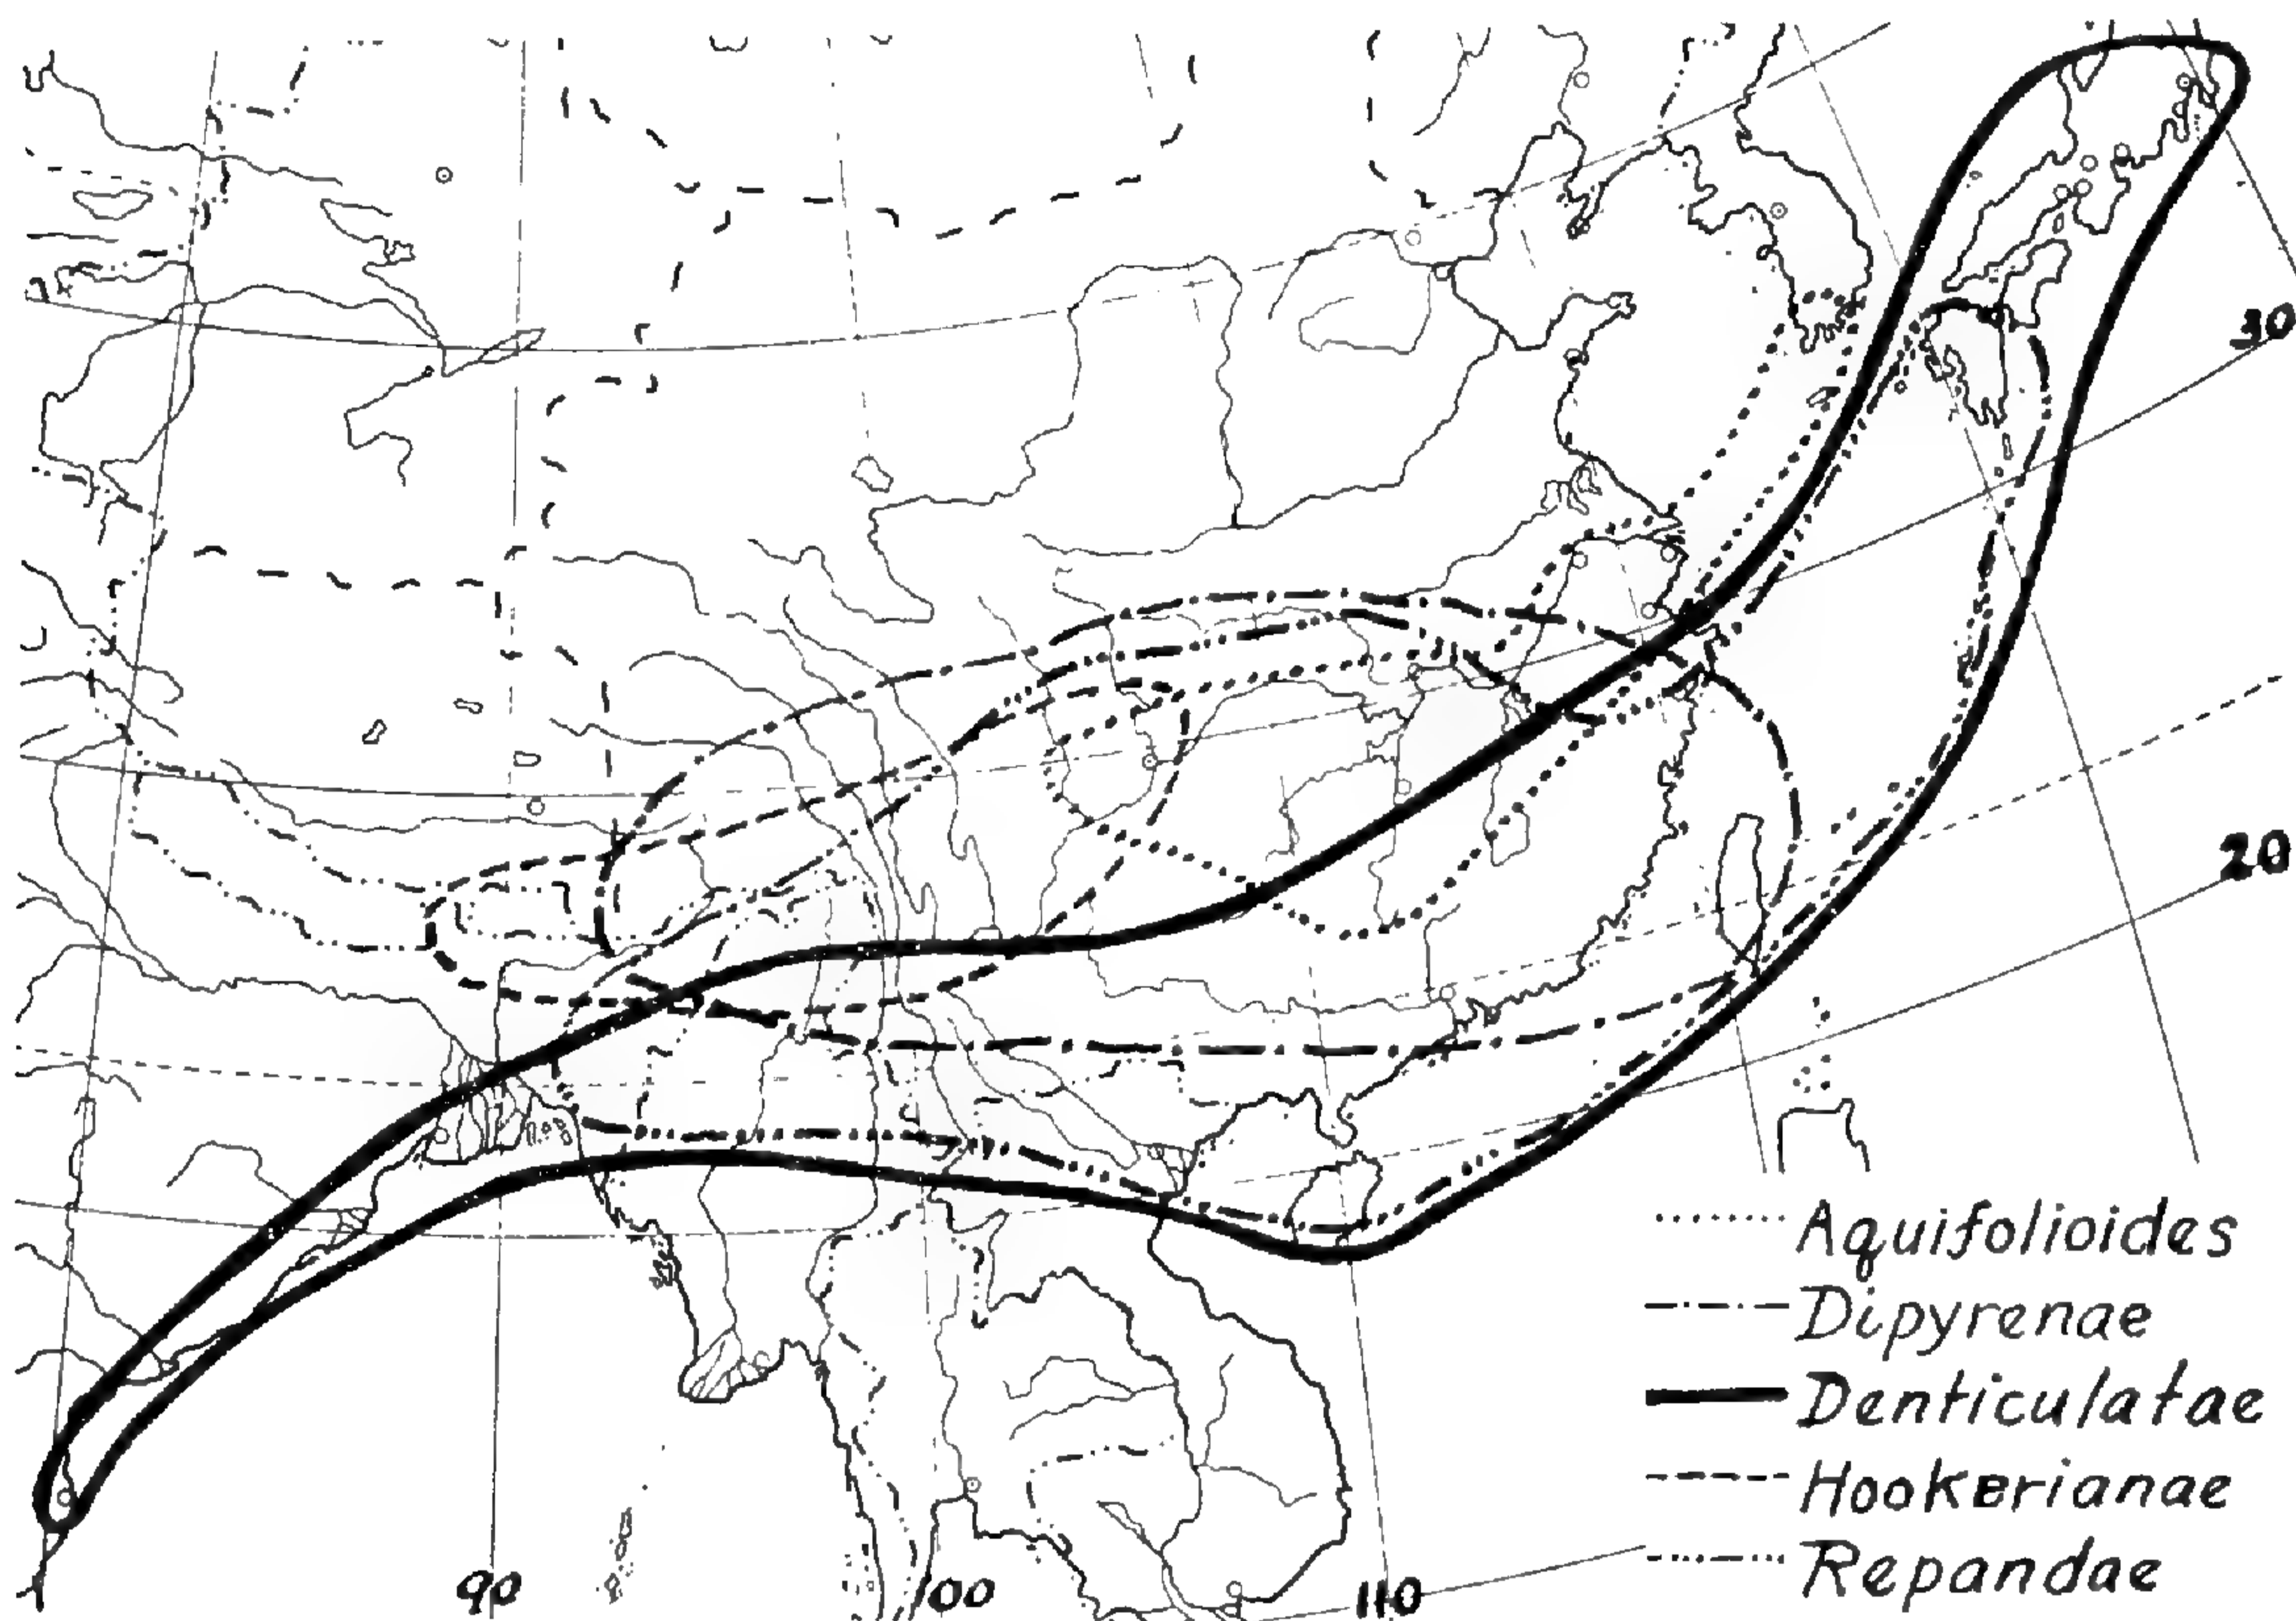 30
20
Aquifolioides
Dipyrenae
Denticulatae
Hookerianae
Repandae
90
100
110